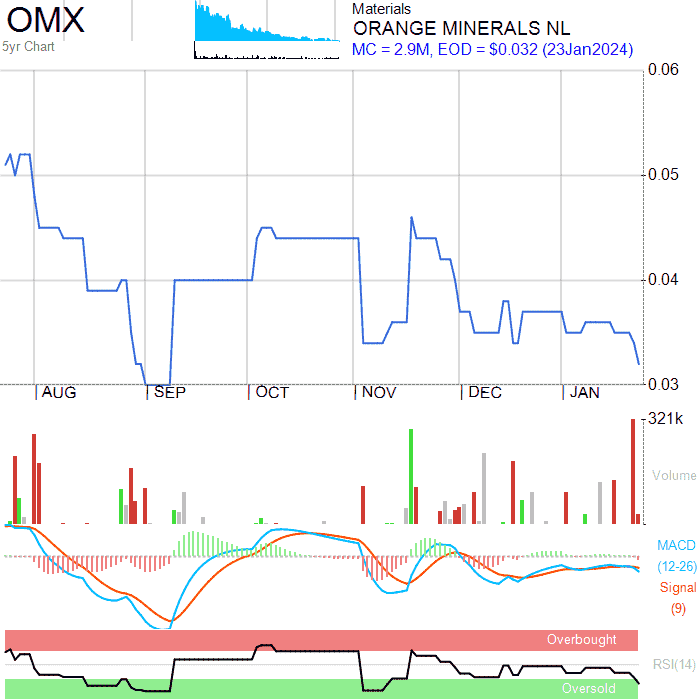 OMX
5yr Chart
Materials
ORANGE MINERALS NL
MC = 2.9M, EOD = $0.032 (23Jan2024)
0.06
0.05
0.04
0.03
AUG
SEP
OCT
NOV
DEC
JAN
321k
Volume
MACD
(12-26)
Signal
(9)
Overbought
RSI(14)
Oversold